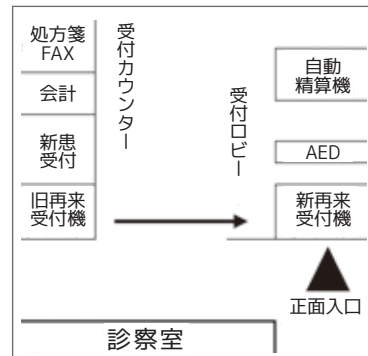 処方箋
FAX
会計
新患
受付
旧再来
受付機
受付カウンター
受付ロビー
自動
精算機
AED
新再来
受付機
正面入口
診察室